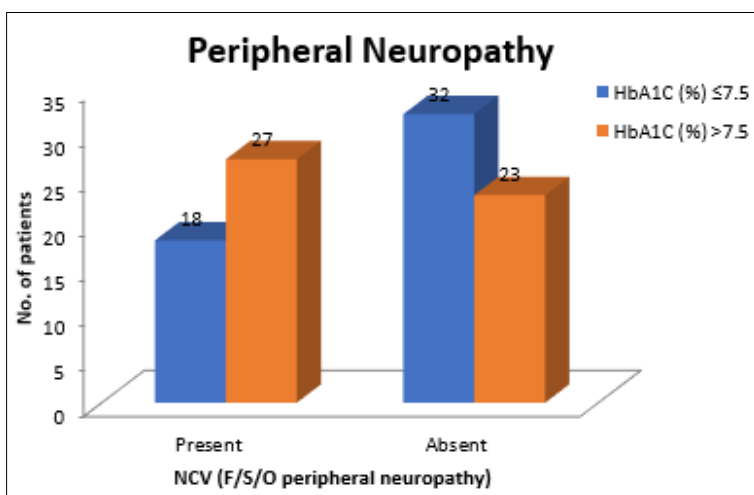 Peripheral Neuropathy
HbA1C (%) ≤7.5
HbA1C (%) >7.5
No. of patients
35
30
25
20
15
10
5
0
18
27
32
23
Present
Absent
NCV (F/S/O peripheral neuropathy)